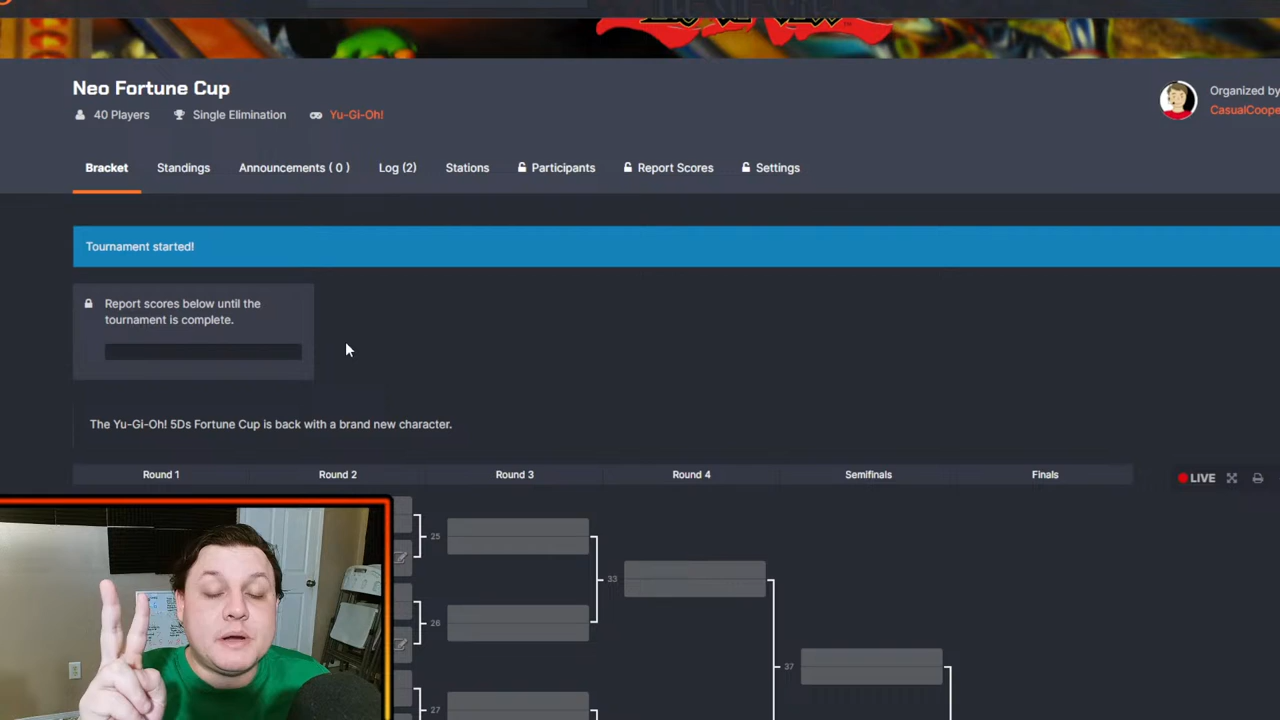 Neo Fortune Cup
40 Players Single Elimination Yu-Gi-Oh!
Organized by
CasualCoope
Bracket Standings Announcements ( 0 ) Log (2) Stations Participants Report Scores Settings
Tournament started!
Report scores below until the
tournament is complete.
The Yu-Gi-Oh! 5Ds Fortune Cup is back with a brand new character.
Round 1 Round 2 Round 3 Round 4 Semifinals Finals
LIVE
25
33
26
37
27